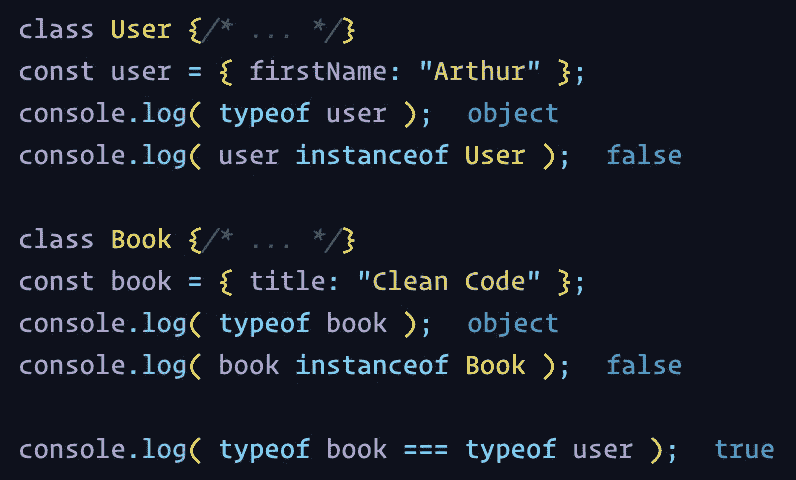 class User {/* ... */}
const user = { firstName: "Arthur" };
console.log( typeof user );  object
console.log( user instanceof User );  false
class Book {/* ... */}
const book = { title: "Clean Code" };
console.log( typeof book );  object
console.log( book instanceof Book );  false
console.log( typeof book === typeof user );  true